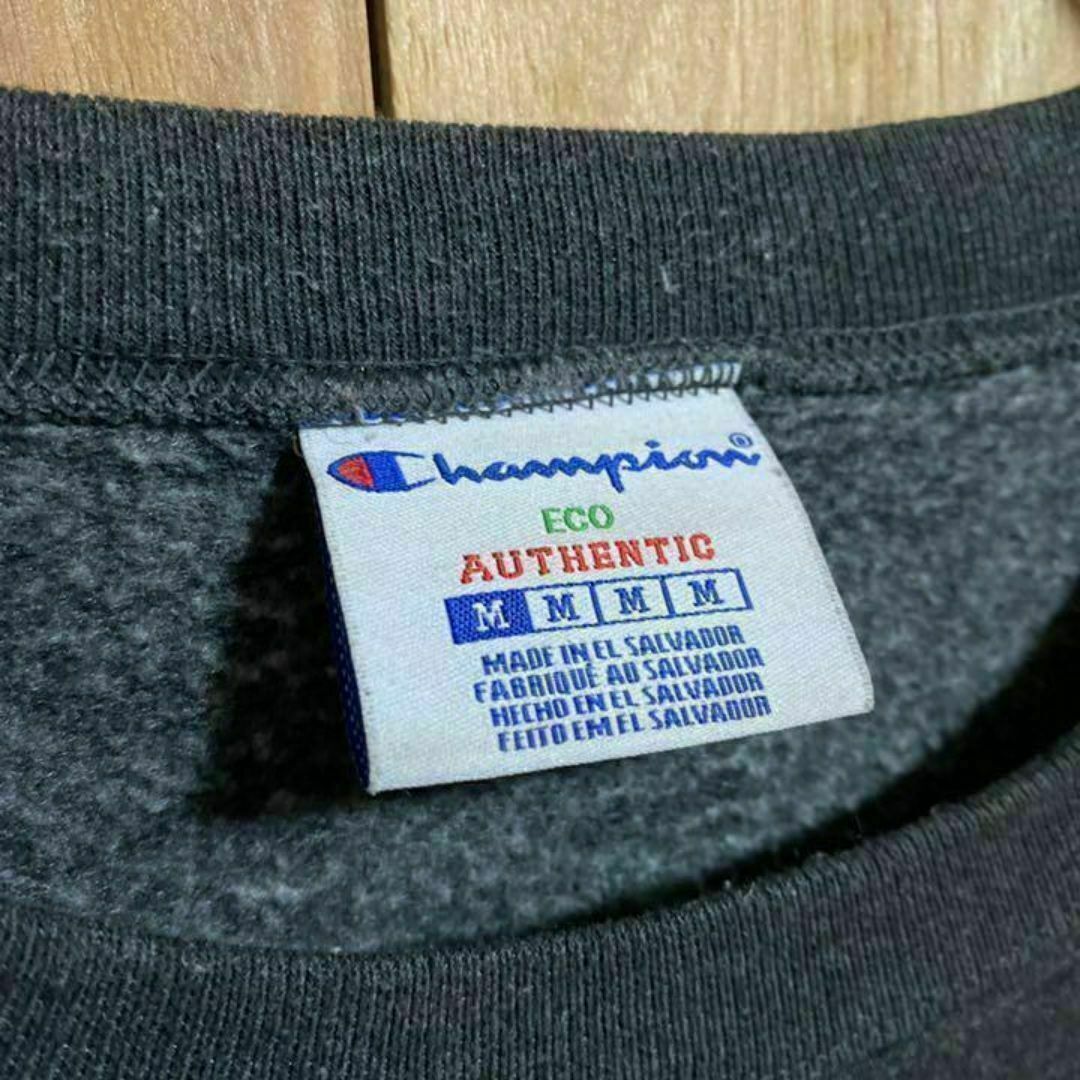 Champion®
ECO
AUTHENTIC
M M M M
MADE IN EL SALVADOR
FABRIQUÉ AU SALVADOR
HECHO EN EL SALVADOR
FEITO EM EL SALVADOR